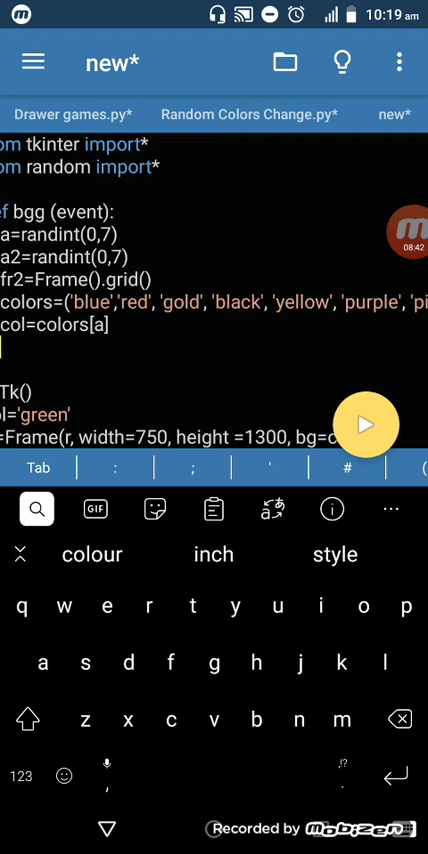 10:19 am
new*
Drawer games.py* Random Colors Change.py* new*
om tkinter import*
om random import*
ef bgg (event):
a=randint(0,7)
a2=randint(0,7)
08:42
fr2=Frame().grid()
colors=('blue','red', 'gold', 'black', 'yellow', 'purple', 'pi
col=colors[a]
Tk()
ol='green'
=Frame(r, width=750, height =1300, bg=c
Tab : ; ' # (
GIF
colour inch style
q w e r t y u i o p
a s d f g h j k l
z x c v b n m
123 , ,!? .
Recorded by mobizen